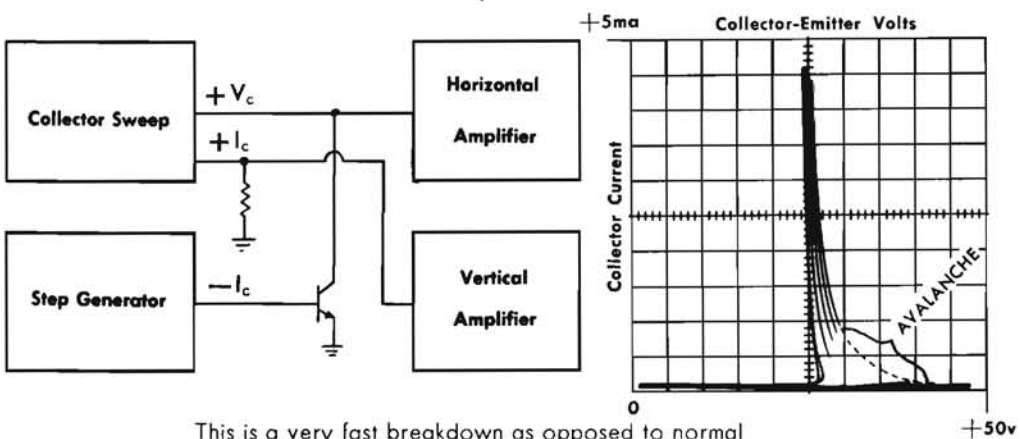 +5ma
Collector-Emitter Volts
Horizontal
Amplifier
Collector Sweep
+ Vc
+ Ic
Collector Current
Step Generator
−Ic
Vertical
Amplifier
AVALANCHE
0
+50v
This is a very fast breakdown as opposed to normal